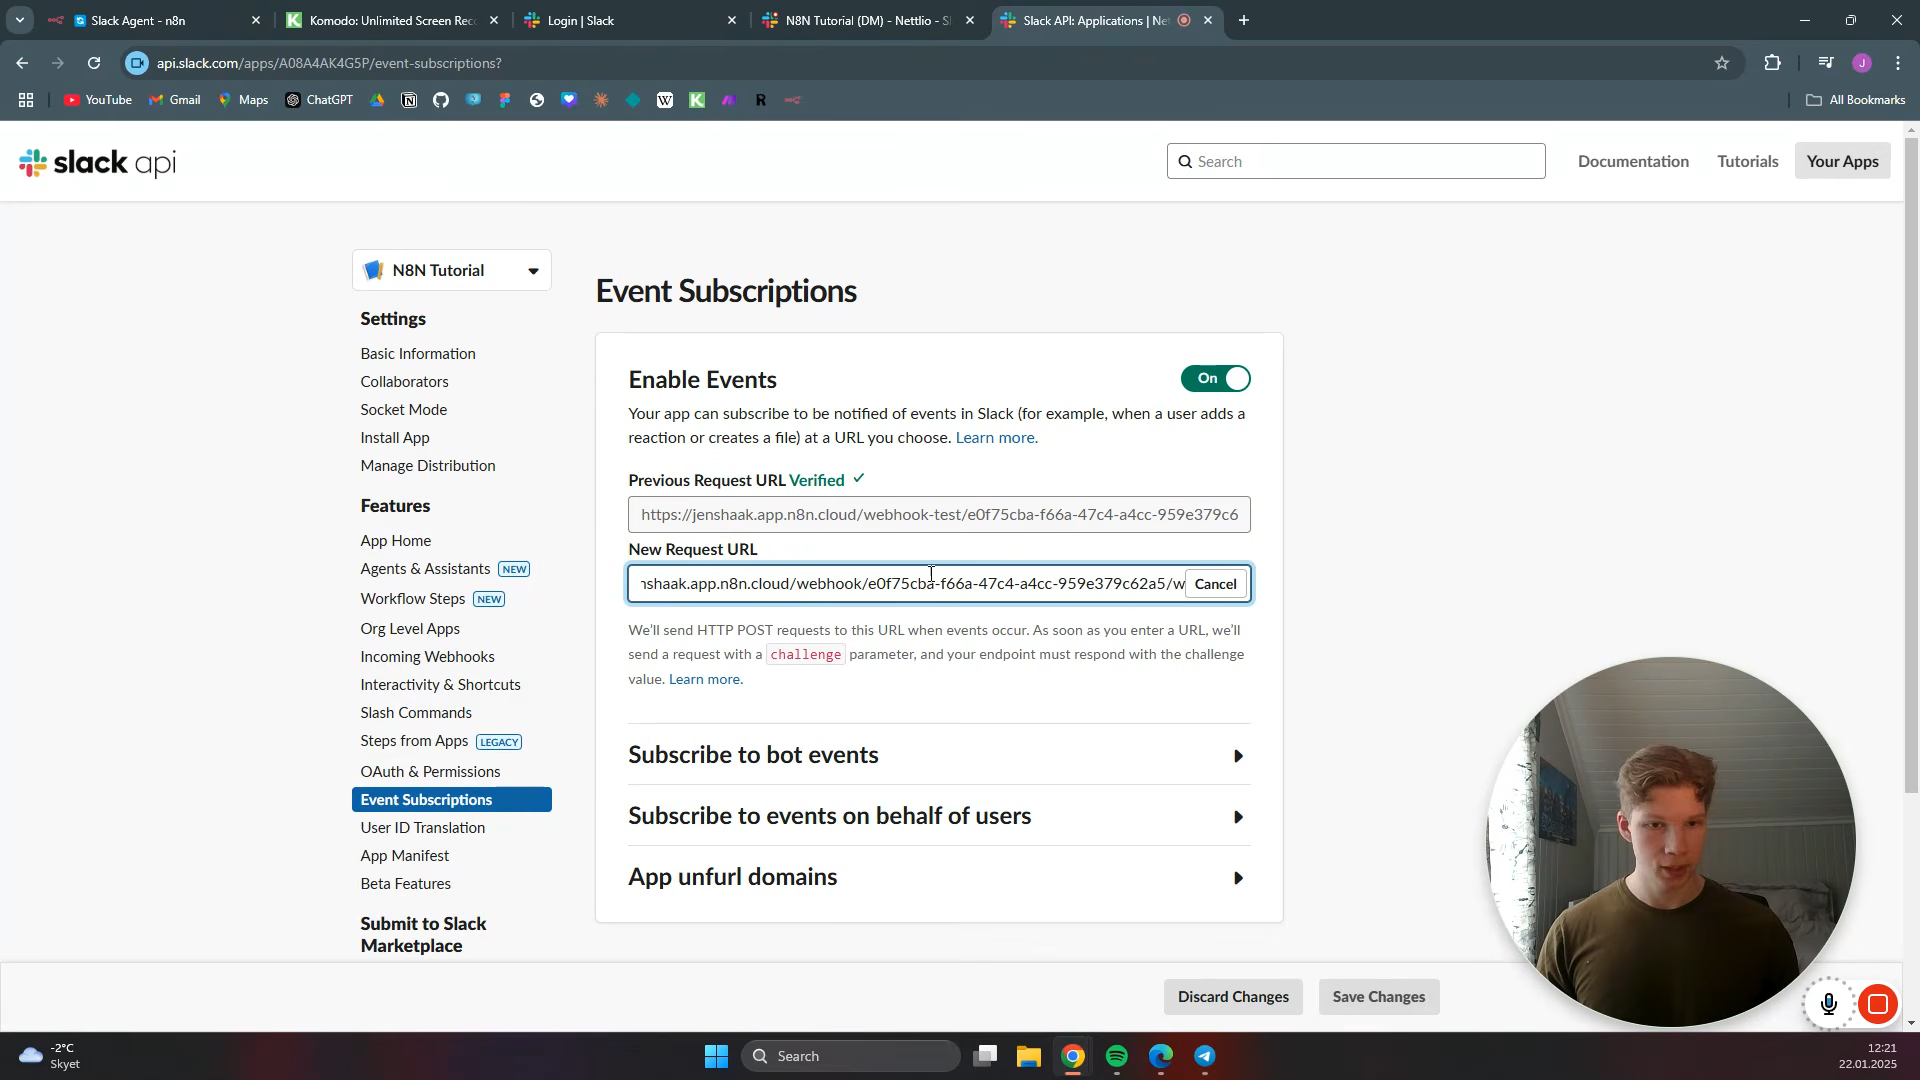 Slack Agent - n8n
Komodo: Unlimited Screen Rec
Login | Slack
N8N Tutorial (DM) - Nettlio - Sl
Slack API: Applications | Net
api.slack.com/apps/A08A4AK4G5P/event-subscriptions?
J
YouTube
Gmail
Maps
ChatGPT
W
K
R
All Bookmarks
slack api
Search
Documentation
Tutorials
Your Apps
N8N Tutorial
Settings
Basic Information
Collaborators
Socket Mode
Install App
Manage Distribution
Features
App Home
Agents & Assistants NEW
Workflow Steps NEW
Org Level Apps
Incoming Webhooks
Interactivity & Shortcuts
Slash Commands
Steps from Apps LEGACY
OAuth & Permissions
Event Subscriptions
User ID Translation
App Manifest
Beta Features
Submit to Slack
Marketplace
Event Subscriptions
Enable Events
On
Your app can subscribe to be notified of events in Slack (for example, when a user adds a
reaction or creates a file) at a URL you choose. Learn more.
Previous Request URL Verified ✓
https://jenshaak.app.n8n.cloud/webhook-test/e0f75cba-f66a-47c4-a4cc-959e379c6
New Request URL
nshaak.app.n8n.cloud/webhook/e0f75cba-f66a-47c4-a4cc-959e379c62a5/w
Cancel
We'll send HTTP POST requests to this URL when events occur. As soon as you enter a URL, we'll
send a request with a challenge parameter, and your endpoint must respond with the challenge
value. Learn more.
Subscribe to bot events
Subscribe to events on behalf of users
App unfurl domains
Discard Changes
Save Changes
-2°C
Skyet
Search
12:21
22.01.2025